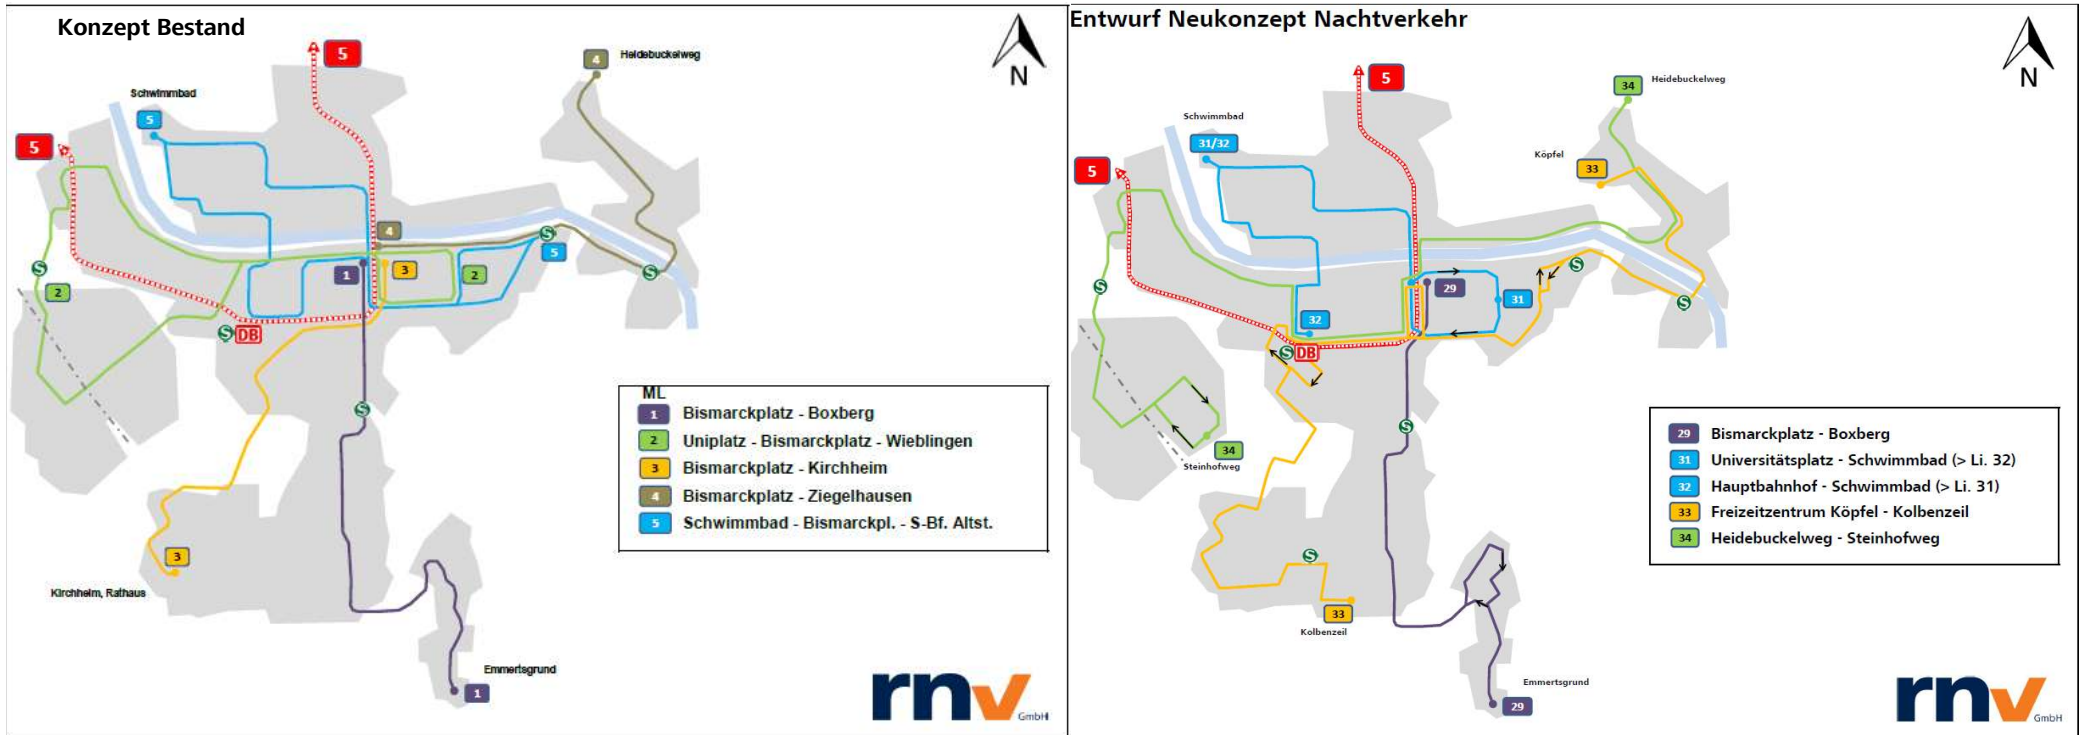 Konzept Bestand
5
N
4
Heidebuckelweg
Schwimmbad
5
5
4
1
3
2
5
2
S
S
S
S
DB
S
ML
1 Bismarckplatz - Boxberg
2 Uniplatz - Bismarckplatz - Wieblingen
3 Bismarckplatz - Kirchheim
4 Bismarckplatz - Ziegelhausen
5 Schwimmbad - Bismarckpl. - S-Bf. Altst.
3
Kirchheim, Rathaus
Emmertsgrund
1
rnv
GmbH
Entwurf Neukonzept Nachtverkehr
5
N
34
Heidebuckelweg
Schwimmbad
31/32
Köpfel
33
5
S
S
29
31
S
32
S
DB
S
34
Steinhofweg
29 Bismarckplatz - Boxberg
31 Universitätsplatz - Schwimmbad (> Li. 32)
32 Hauptbahnhof - Schwimmbad (> Li. 31)
33 Freizeitzentrum Köpfel - Kolbenzeil
34 Heidebuckelweg - Steinhofweg
S
33
Kolbenzeil
Emmertsgrund
29
rnv
GmbH